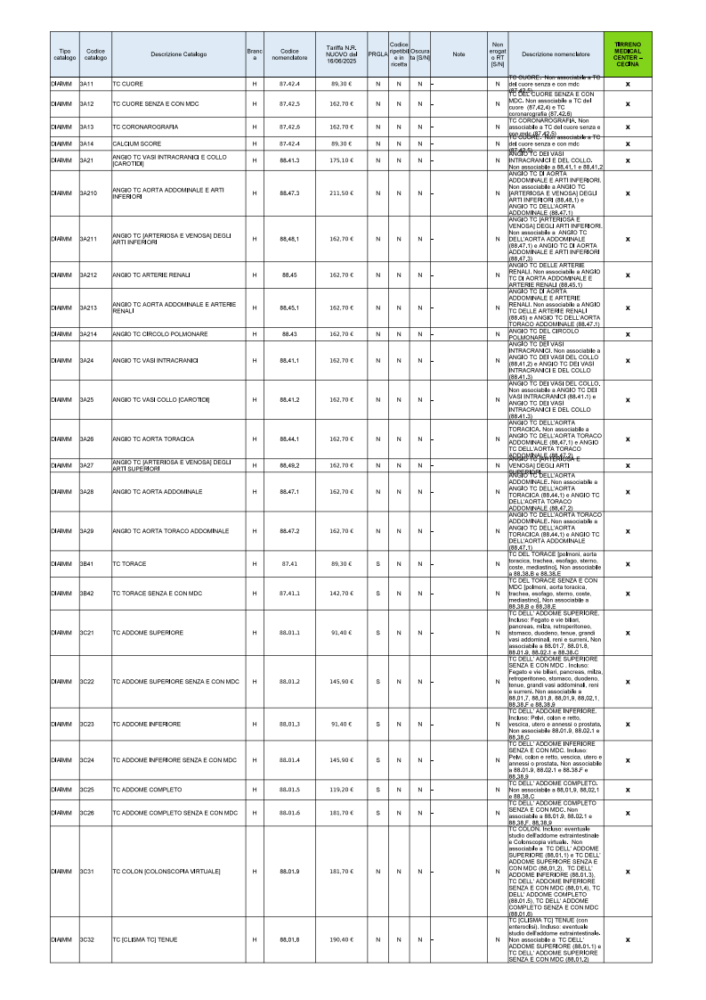 Tipo catalogo | Codice catalogo | Descrizione Catalogo | Branca | Codice nomenclatore | Tariffa N.R. NUOVO dal 16/06/2025 | PRGLA | Codice ripetibile in ricetta | Oscurata [S/N] | Note | Non erogato RT [S/N] | Descrizione nomenclatore | TIRRENO MEDICAL CENTER – CECINA
DIAIMM | 3A11 | TC CUORE | H | 87.42.4 | 89,30 € | N | N | N | – | N | TC CUORE. Non associabile a TC del cuore senza e con mdc (87.42.5) | x
DIAIMM | 3A12 | TC CUORE SENZA E CON MDC | H | 87.42.5 | 162,70 € | N | N | N | – | N | TC DEL CUORE SENZA E CON MDC. Non associabile a TC del cuore (87.42.4) e TC coronarografia (87.42.6) | x
DIAIMM | 3A13 | TC CORONAROGRAFIA | H | 87.42.6 | 162,70 € | N | N | N | – | N | TC CORONAROGRAFIA. Non associabile a TC del cuore senza e con mdc (87.42.5) | x
DIAIMM | 3A14 | CALCIUM SCORE | H | 87.42.4 | 89,30 € | N | N | N | – | N | TC CUORE. Non associabile a TC del cuore senza e con mdc (87.42.5) | x
DIAIMM | 3A21 | ANGIO TC VASI INTRACRANICI E COLLO [CAROTIDI] | H | 88.41.3 | 175,10 € | N | N | N | – | N | ANGIO TC DEI VASI INTRACRANICI E DEL COLLO. Non associabile a 88.41.1 e 88.41.2 | x
DIAIMM | 3A210 | ANGIO TC AORTA ADDOMINALE E ARTI INFERIORI | H | 88.47.3 | 211,50 € | N | N | N | – | N | ANGIO TC DI AORTA ADDOMINALE E ARTI INFERIORI. Non associabile a ANGIO TC [ARTERIOSA E VENOSA] DEGLI ARTI INFERIORI (88.48.1) e ANGIO TC DELL'AORTA ADDOMINALE (88.47.1) | x
DIAIMM | 3A211 | ANGIO TC [ARTERIOSA E VENOSA] DEGLI ARTI INFERIORI | H | 88.48.1 | 162,70 € | N | N | N | – | N | ANGIO TC [ARTERIOSA E VENOSA] DEGLI ARTI INFERIORI. Non associabile a ANGIO TC DELL'AORTA ADDOMINALE (88.47.1) e ANGIO TC DI AORTA ADDOMINALE E ARTI INFERIORI (88.47.3) | x
DIAIMM | 3A212 | ANGIO TC ARTERIE RENALI | H | 88.45 | 162,70 € | N | N | N | – | N | ANGIO TC DELLE ARTERIE RENALI. Non associabile a ANGIO TC DI AORTA ADDOMINALE E ARTERIE RENALI (88.45.1) | x
DIAIMM | 3A213 | ANGIO TC AORTA ADDOMINALE E ARTERIE RENALI | H | 88.45.1 | 162,70 € | N | N | N | – | N | ANGIO TC DI AORTA ADDOMINALE E ARTERIE RENALI. Non associabile a ANGIO TC DELLE ARTERIE RENALI (88.45) e ANGIO TC DELL'AORTA TORACO ADDOMINALE (88.47.1) | x
DIAIMM | 3A214 | ANGIO TC CIRCOLO POLMONARE | H | 88.43 | 162,70 € | N | N | N | – | N | ANGIO TC DEL CIRCOLO POLMONARE | x
DIAIMM | 3A24 | ANGIO TC VASI INTRACRANICI | H | 88.41.1 | 162,70 € | N | N | N | – | N | ANGIO TC DEI VASI INTRACRANICI. Non associabile a ANGIO TC DEI VASI DEL COLLO (88.41.2) e ANGIO TC DEI VASI INTRACRANICI E DEL COLLO (88.41.3) | x
DIAIMM | 3A25 | ANGIO TC VASI COLLO [CAROTIDI] | H | 88.41.2 | 162,70 € | N | N | N | – | N | ANGIO TC DEI VASI DEL COLLO. Non associabile a ANGIO TC DEI VASI INTRACRANICI (88.41.1) e ANGIO TC DEI VASI INTRACRANICI E DEL COLLO (88.41.3) | x
DIAIMM | 3A26 | ANGIO TC AORTA TORACICA | H | 88.44.1 | 162,70 € | N | N | N | – | N | ANGIO TC DELL'AORTA TORACICA. Non associabile a ANGIO TC DELL'AORTA TORACO ADDOMINALE (88.47.1) e ANGIO TC DELL'AORTA TORACO ADDOMINALE (88.47.2) | x
DIAIMM | 3A27 | ANGIO TC [ARTERIOSA E VENOSA] DEGLI ARTI SUPERIORI | H | 88.49.2 | 162,70 € | N | N | N | – | N | ANGIO TC [ARTERIOSA E VENOSA] DEGLI ARTI SUPERIORI | x
DIAIMM | 3A28 | ANGIO TC AORTA ADDOMINALE | H | 88.47.1 | 162,70 € | N | N | N | – | N | ANGIO TC DELL'AORTA ADDOMINALE. Non associabile a ANGIO TC DELL'AORTA TORACICA (88.44.1) e ANGIO TC DELL'AORTA TORACO ADDOMINALE (88.47.2) | x
DIAIMM | 3A29 | ANGIO TC AORTA TORACO ADDOMINALE | H | 88.47.2 | 162,70 € | N | N | N | – | N | ANGIO TC DELL'AORTA TORACO ADDOMINALE. Non associabile a ANGIO TC DELL'AORTA TORACICA (88.44.1) e ANGIO TC DELL'AORTA ADDOMINALE (88.47.1) | x
DIAIMM | 3B41 | TC TORACE | H | 87.41 | 89,30 € | S | N | N | – | N | TC DEL TORACE [polmoni, aorta toracica, trachea, esofago, sterno, coste, mediastino]. Non associabile a 88.38.B e 88.38.E | x
DIAIMM | 3B42 | TC TORACE SENZA E CON MDC | H | 87.41.1 | 142,70 € | S | N | N | – | N | TC DEL TORACE SENZA E CON MDC [polmoni, aorta toracica, trachea, esofago, sterno, coste, mediastino]. Non associabile a 88.38.B e 88.38.E | x
DIAIMM | 3C21 | TC ADDOME SUPERIORE | H | 88.01.1 | 91,40 € | S | N | N | – | N | TC DELL' ADDOME SUPERIORE. Incluso: Fegato e vie biliari, pancreas, milza, retroperitoneo, stomaco, duodeno, tenue, grandi vasi addominali, reni e surreni. Non associabile a 88.01.7, 88.01.8, 88.01.9, 88.02.1 e 88.38.C | x
DIAIMM | 3C22 | TC ADDOME SUPERIORE SENZA E CON MDC | H | 88.01.2 | 145,90 € | S | N | N | – | N | TC DELL' ADDOME SUPERIORE SENZA E CON MDC . Incluso: Fegato e vie biliari, pancreas, milza, retroperitoneo, stomaco, duodeno, tenue, grandi vasi addominali, reni e surreni. Non associabile a 88.01.7, 88.01.8, 88.01.9, 88.02.1, 88.38.F e 88.38.9 | x
DIAIMM | 3C23 | TC ADDOME INFERIORE | H | 88.01.3 | 91,40 € | S | N | N | – | N | TC DELL' ADDOME INFERIORE. Incluso: Pelvi, colon e retto, vescica, utero e annessi o prostata. Non associabile 88.01.9, 88.02.1 e 88.38.C | x
DIAIMM | 3C24 | TC ADDOME INFERIORE SENZA E CON MDC | H | 88.01.4 | 145,90 € | S | N | N | – | N | TC DELL' ADDOME INFERIORE SENZA E CON MDC. Incluso: Pelvi, colon e retto, vescica, utero e annessi o prostata. Non associabile a 88.01.9, 88.02.1 e 88.38.F e 88.38.9 | x
DIAIMM | 3C25 | TC ADDOME COMPLETO | H | 88.01.5 | 119,20 € | S | N | N | – | N | TC DELL' ADDOME COMPLETO. Non associabile a 88.01.9, 88.02.1 e 88.38.C | x
DIAIMM | 3C26 | TC ADDOME COMPLETO SENZA E CON MDC | H | 88.01.6 | 181,70 € | S | N | N | – | N | TC DELL' ADDOME COMPLETO SENZA E CON MDC. Non associabile a 88.01.9, 88.02.1 e 88.38.F, 88.38.9 | x
DIAIMM | 3C31 | TC COLON [COLONSCOPIA VIRTUALE] | H | 88.01.9 | 181,70 € | N | N | N | – | N | TC COLON. Incluso: eventuale studio dell'addome extraintestinale e Colonscopia virtuale. Non associabile a TC DELL' ADDOME SUPERIORE (88.01.1) e TC DELL' ADDOME SUPERIORE SENZA E CON MDC (88.01.2), TC DELL' ADDOME INFERIORE (88.01.3), TC DELL' ADDOME INFERIORE SENZA E CON MDC (88.01.4), TC DELL' ADDOME COMPLETO (88.01.5), TC DELL' ADDOME COMPLETO SENZA E CON MDC (88.01.6) | x
DIAIMM | 3C32 | TC [CLISMA TC] TENUE | H | 88.01.8 | 190,40 € | N | N | N | – | N | TC [CLISMA TC] TENUE (con enteroclisi). Incluso: eventuale studio dell'addome extraintestinale. Non associabile a TC DELL' ADDOME SUPERIORE (88.01.1) e TC DELL' ADDOME SUPERIORE SENZA E CON MDC (88.01.2) | x